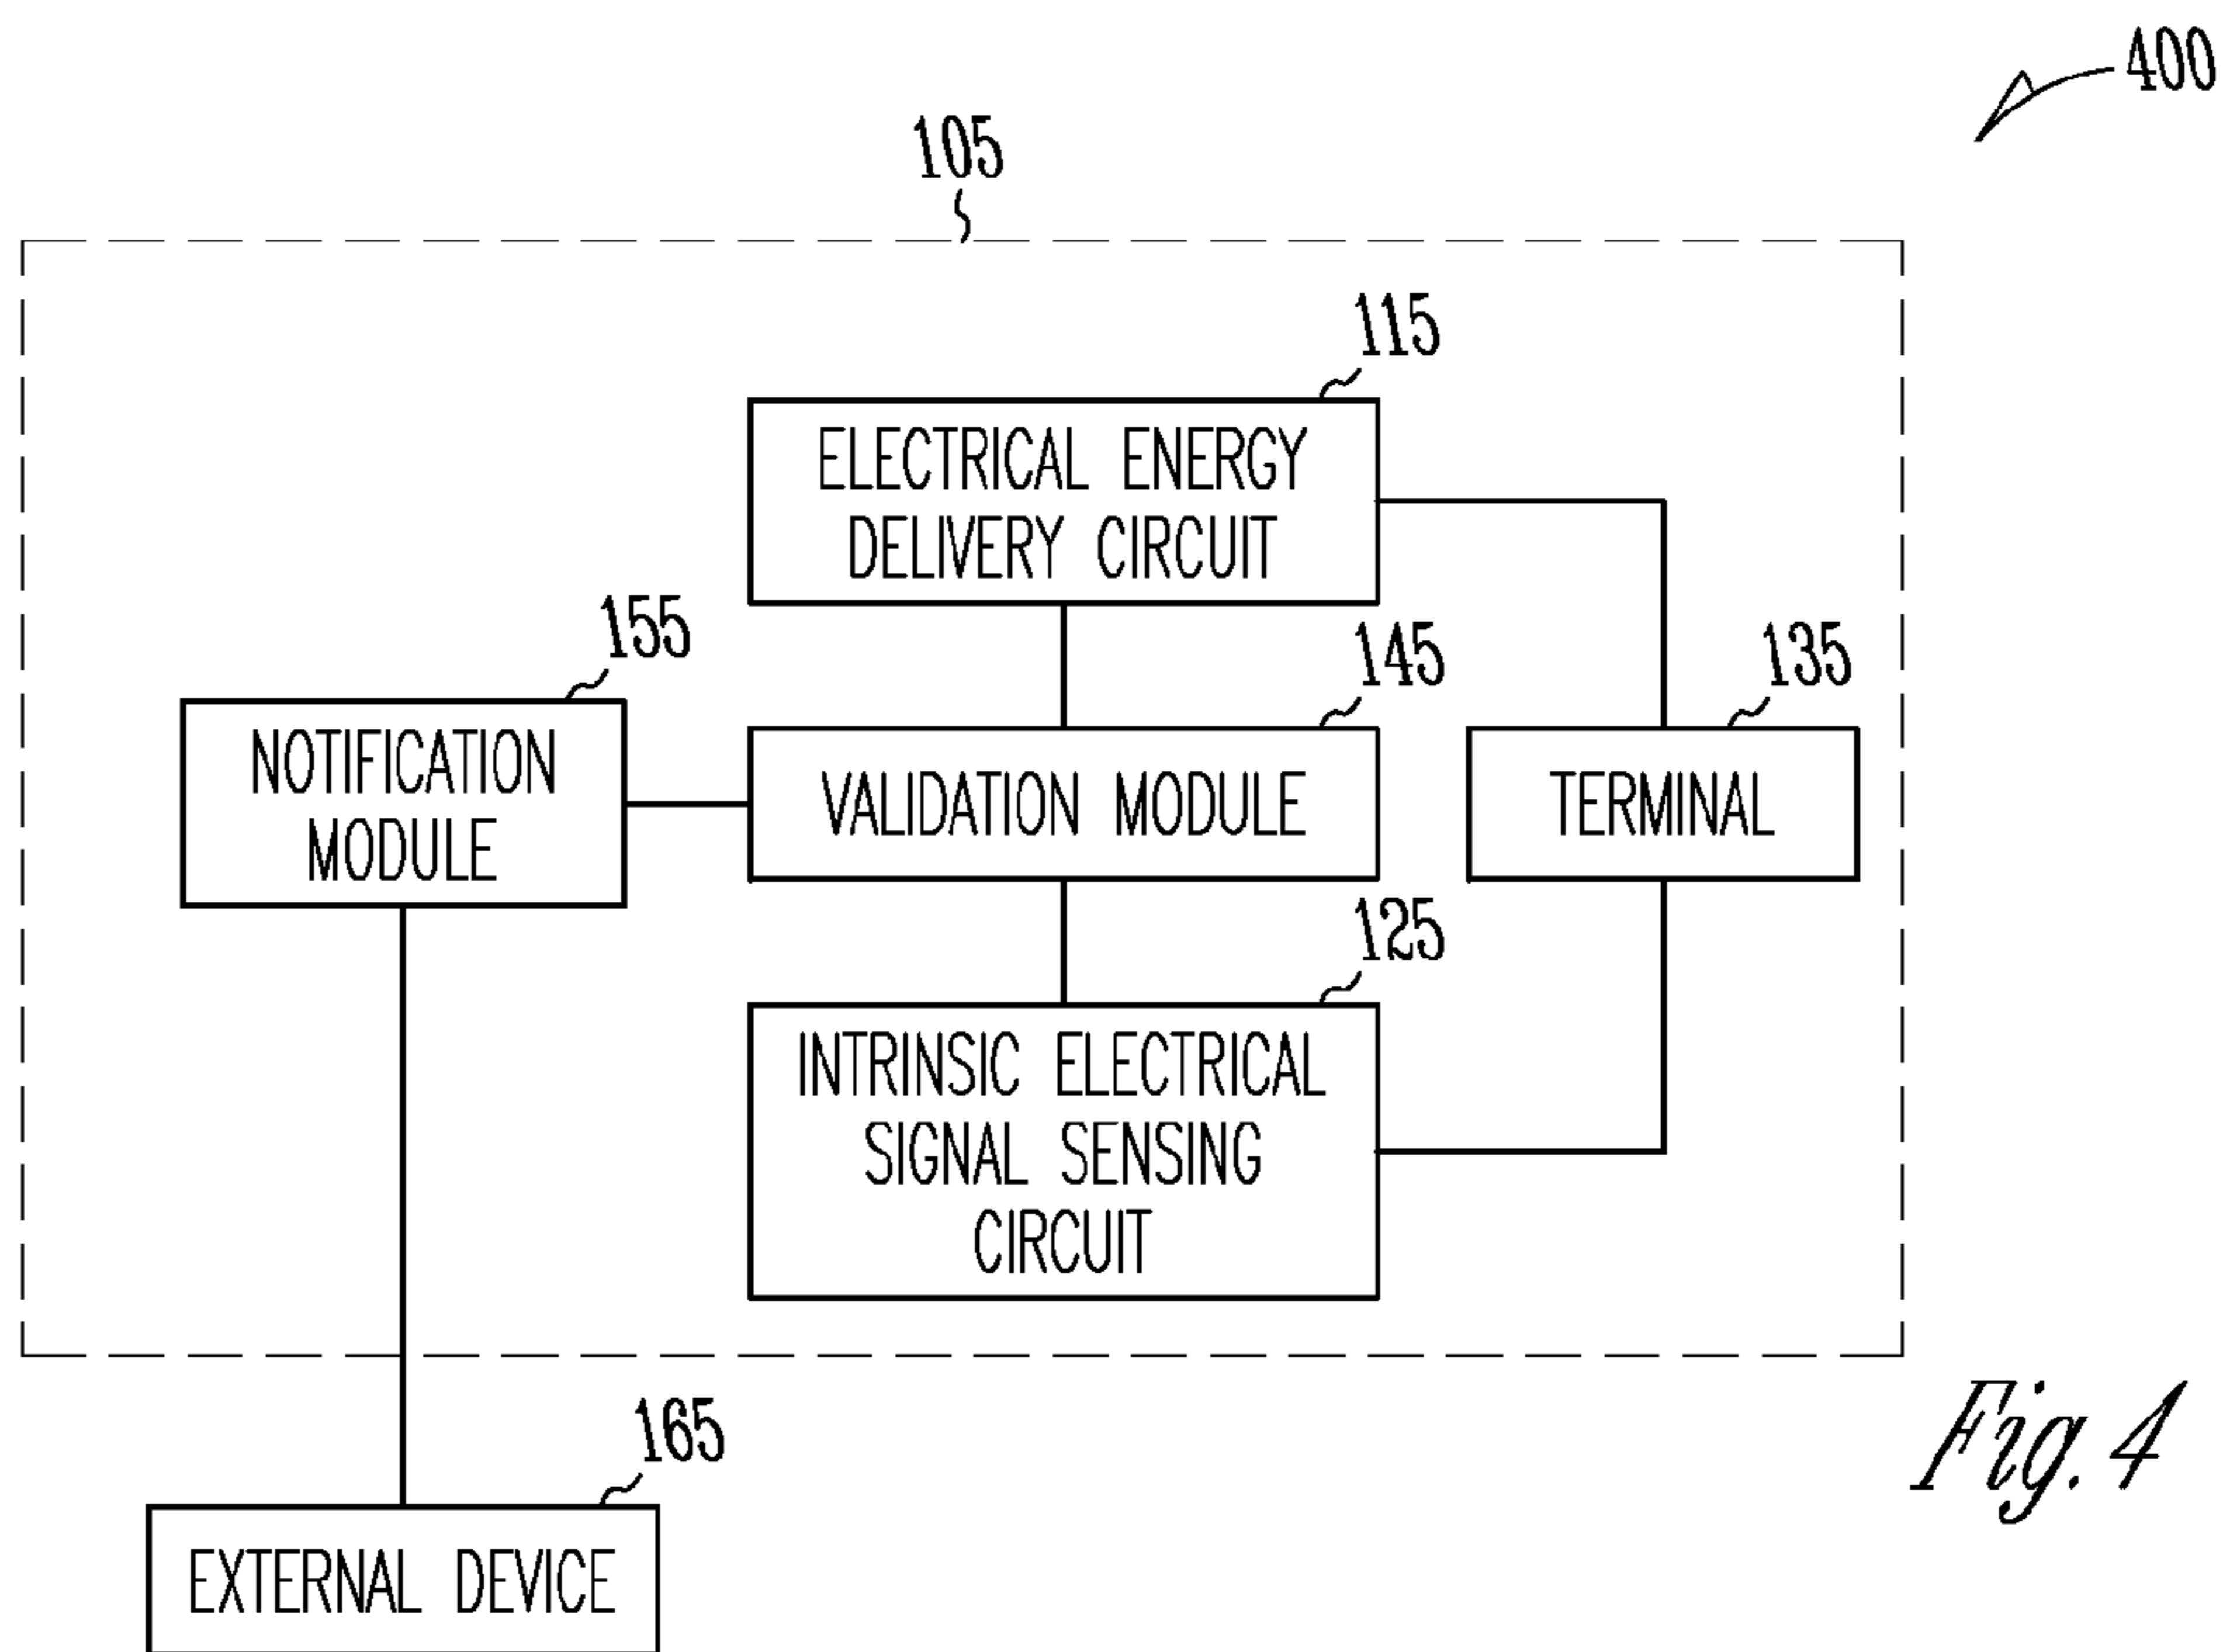 400
105
115
ELECTRICAL ENERGY
DELIVERY CIRCUIT
155
145
135
NOTIFICATION
MODULE
VALIDATION MODULE
TERMINAL
125
INTRINSIC ELECTRICAL
SIGNAL SENSING
CIRCUIT
165
EXTERNAL DEVICE
Fig. 4